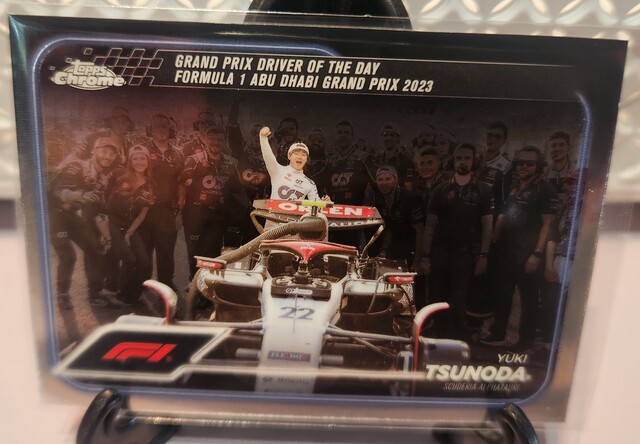 topps
Chrome
GRAND PRIX DRIVER OF THE DAY
FORMULA 1 ABU DHABI GRAND PRIX 2023
ORLEN
22
F1
YUKI
TSUNODA
SCUDERIA ALPHATAURI